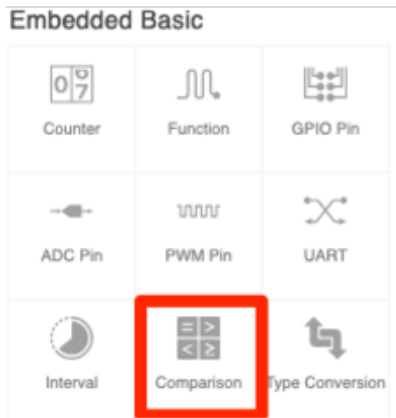 Embedded Basic
Counter Function GPIO Pin
ADC Pin PWM Pin UART
Interval Comparison Type Conversion